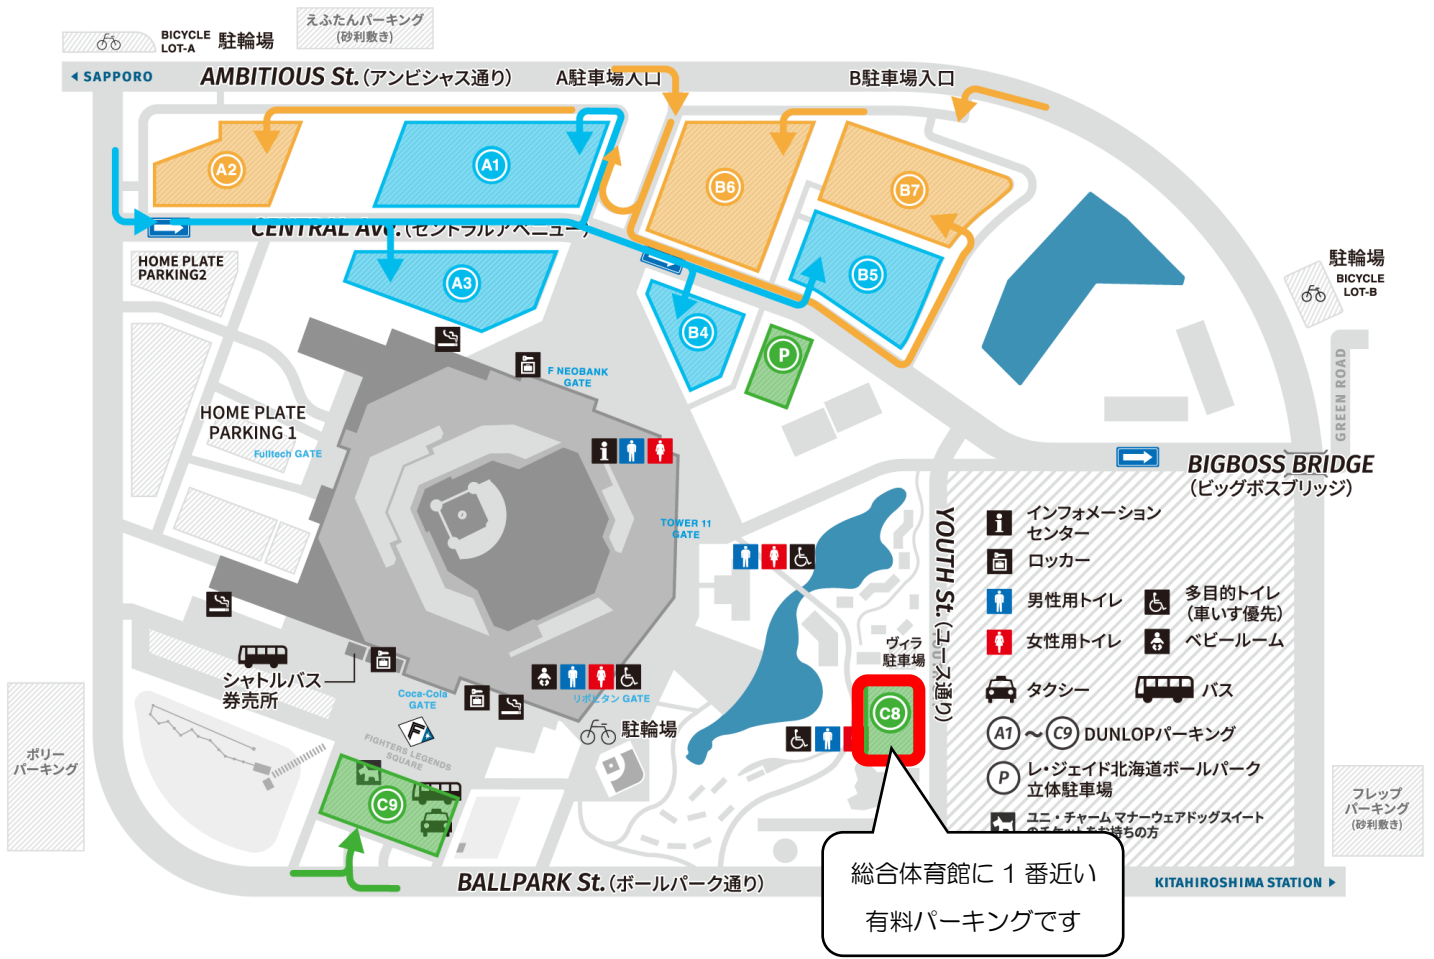 えふたんパーキング
(砂利敷き)
BICYCLE
LOT-A
駐輪場
SAPPORO
AMBITIOUS St.(アンビシャス通り)
A駐車場入口
B駐車場入口
A2
A1
B6
B7
CENTRAL Ave.(セントラルアベニュー)
HOME PLATE
PARKING2
A3
B5
B4
P
駐輪場
BICYCLE
LOT-B
GREEN ROAD
F NEOBANK
GATE
HOME PLATE
PARKING 1
Fulltech GATE
BIGBOSS BRIDGE
(ビッグボスブリッジ)
TOWER 11
GATE
YOUTH St.(ユース通り)
インフォメーション
センター
ロッカー
男性用トイレ
多目的トイレ
(車いす優先)
女性用トイレ
ベビールーム
タクシー
バス
A1～C9 DUNLOPパーキング
P
レ・ジェイド北海道ボールパーク
立体駐車場
ユニ・チャーム マナーウェアドッグスイート
のチケットをお持ちの方
ヴィラ
駐車場
C8
シャトルバス
券売所
Coca-Cola
GATE
リポビタン GATE
駐輪場
F
FIGHTERS LEGENDS
SQUARE
C9
ポリー
パーキング
フレップ
パーキング
(砂利敷き)
BALLPARK St.(ボールパーク通り)
KITAHIROSHIMA STATION
総合体育館に1番近い
有料パーキングです